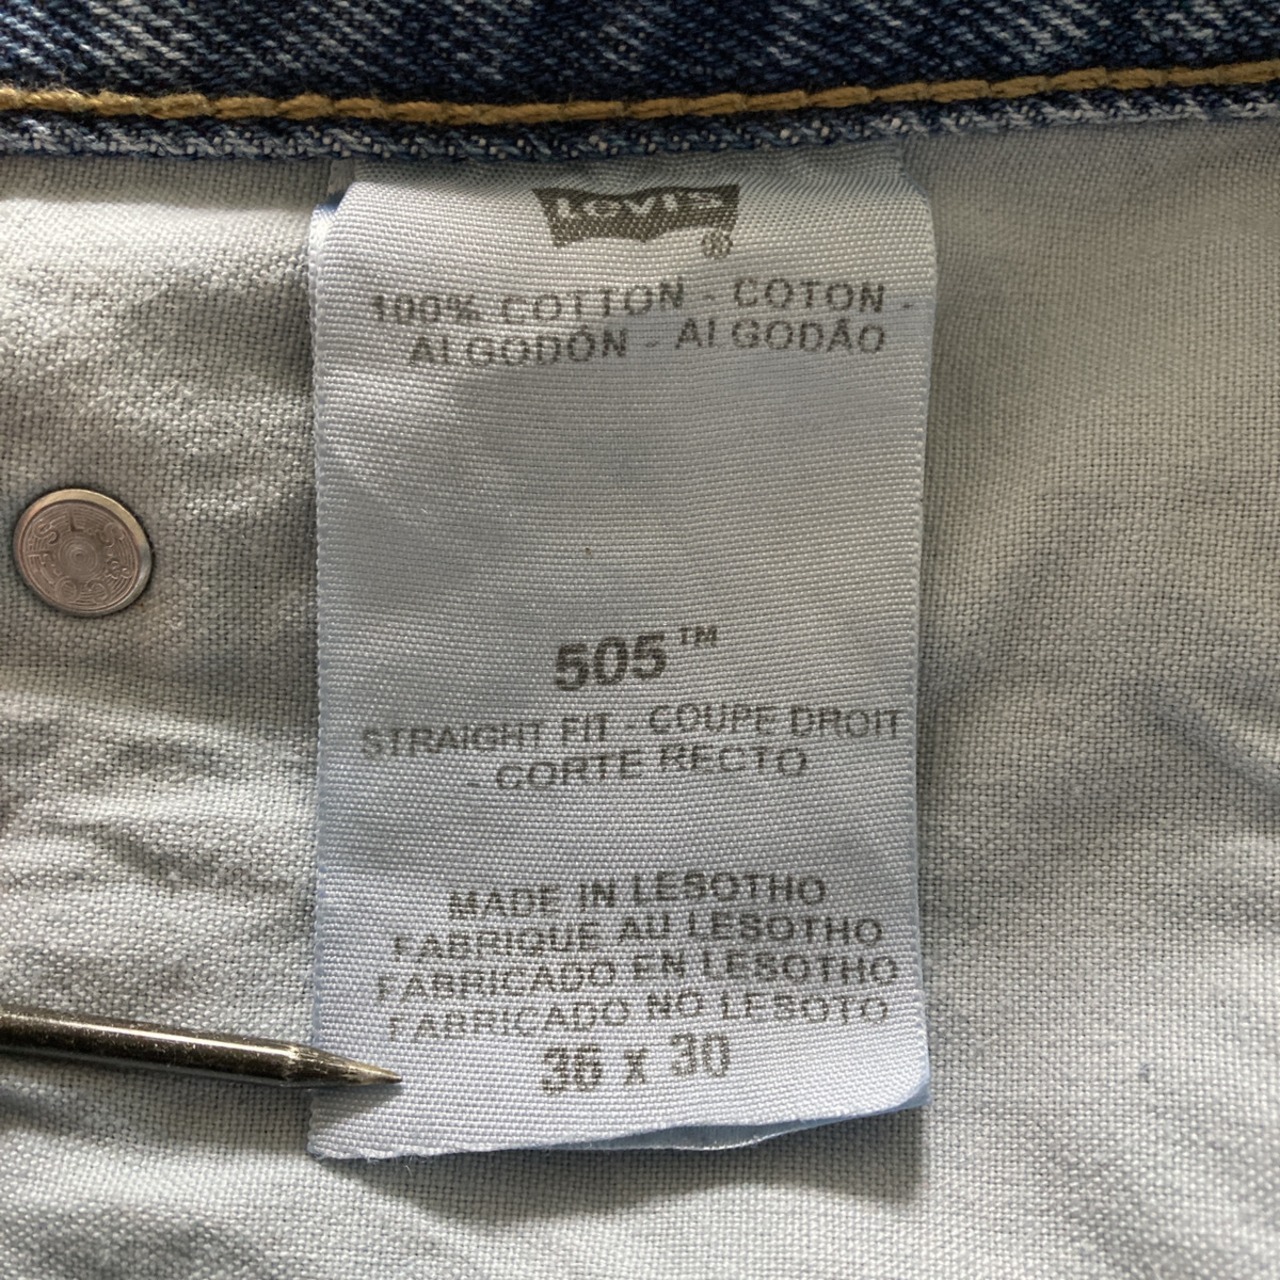 Levi's®
100% COTTON - COTON -
ALGODÓN - ALGODÃO
505™
STRAIGHT FIT - COUPE DROIT
- CORTE RECTO
MADE IN LESOTHO
FABRIQUE AU LESOTHO
FABRICADO EN LESOTHO
FABRICADO NO LESOTO
36 x 30